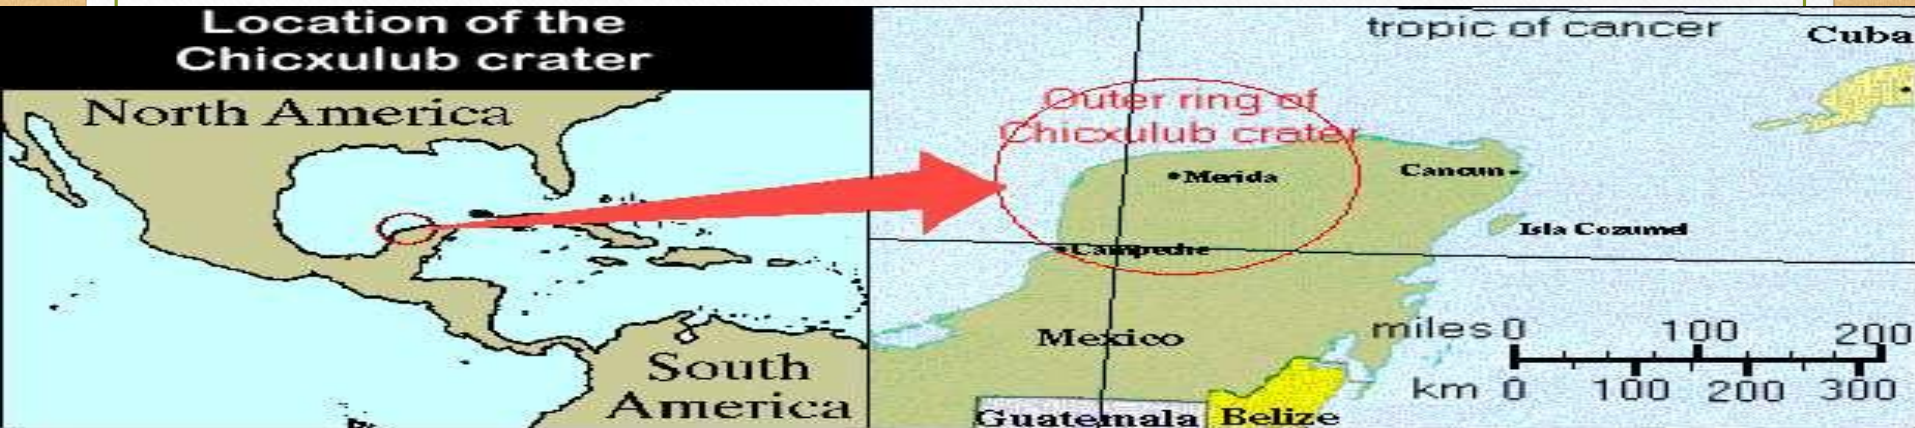 Location of the
Chicxulub crater
North America
South
America
tropic of cancer
Cuba
Outer ring of
Chicxulub crater
Merida
Cancun
Isla Cozumel
Campeche
Mexico
miles 0 100 200
km 0 100 200 300
Guatemala
Belize